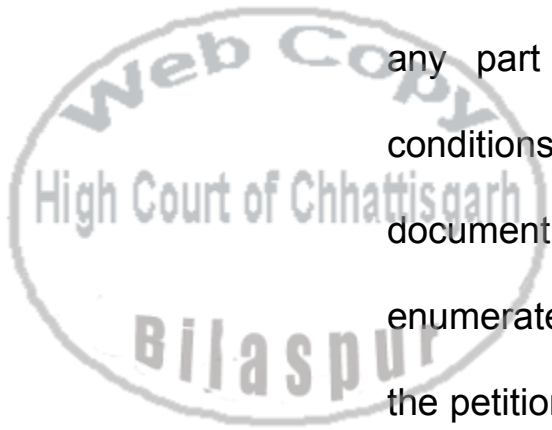 Web Copy
High Court of Chhattisgarh
Bilaspur
any part
conditions
document
enumerate
the petition